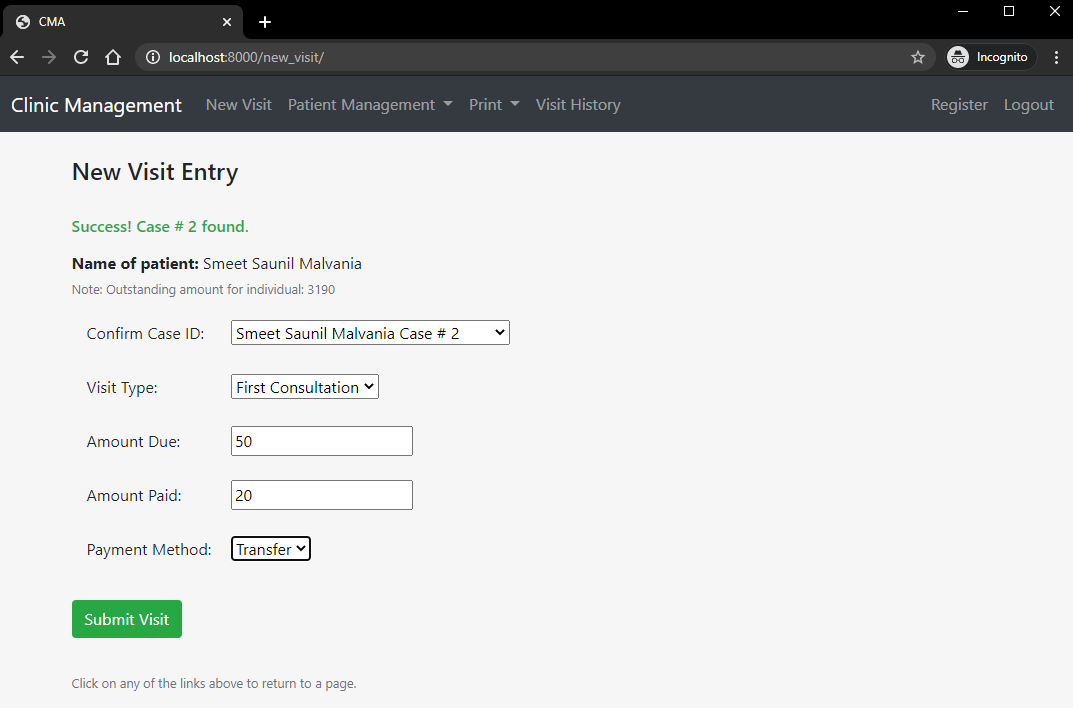 CMA
localhost:8000/new_visit/
Incognito
Clinic Management New Visit Patient Management Print Visit History Register Logout
New Visit Entry
Success! Case # 2 found.
Name of patient: Smeet Saunil Malvania
Note: Outstanding amount for individual: 3190
Confirm Case ID: Smeet Saunil Malvania Case # 2
Visit Type: First Consultation
Amount Due: 50
Amount Paid: 20
Payment Method: Transfer
Submit Visit
Click on any of the links above to return to a page.